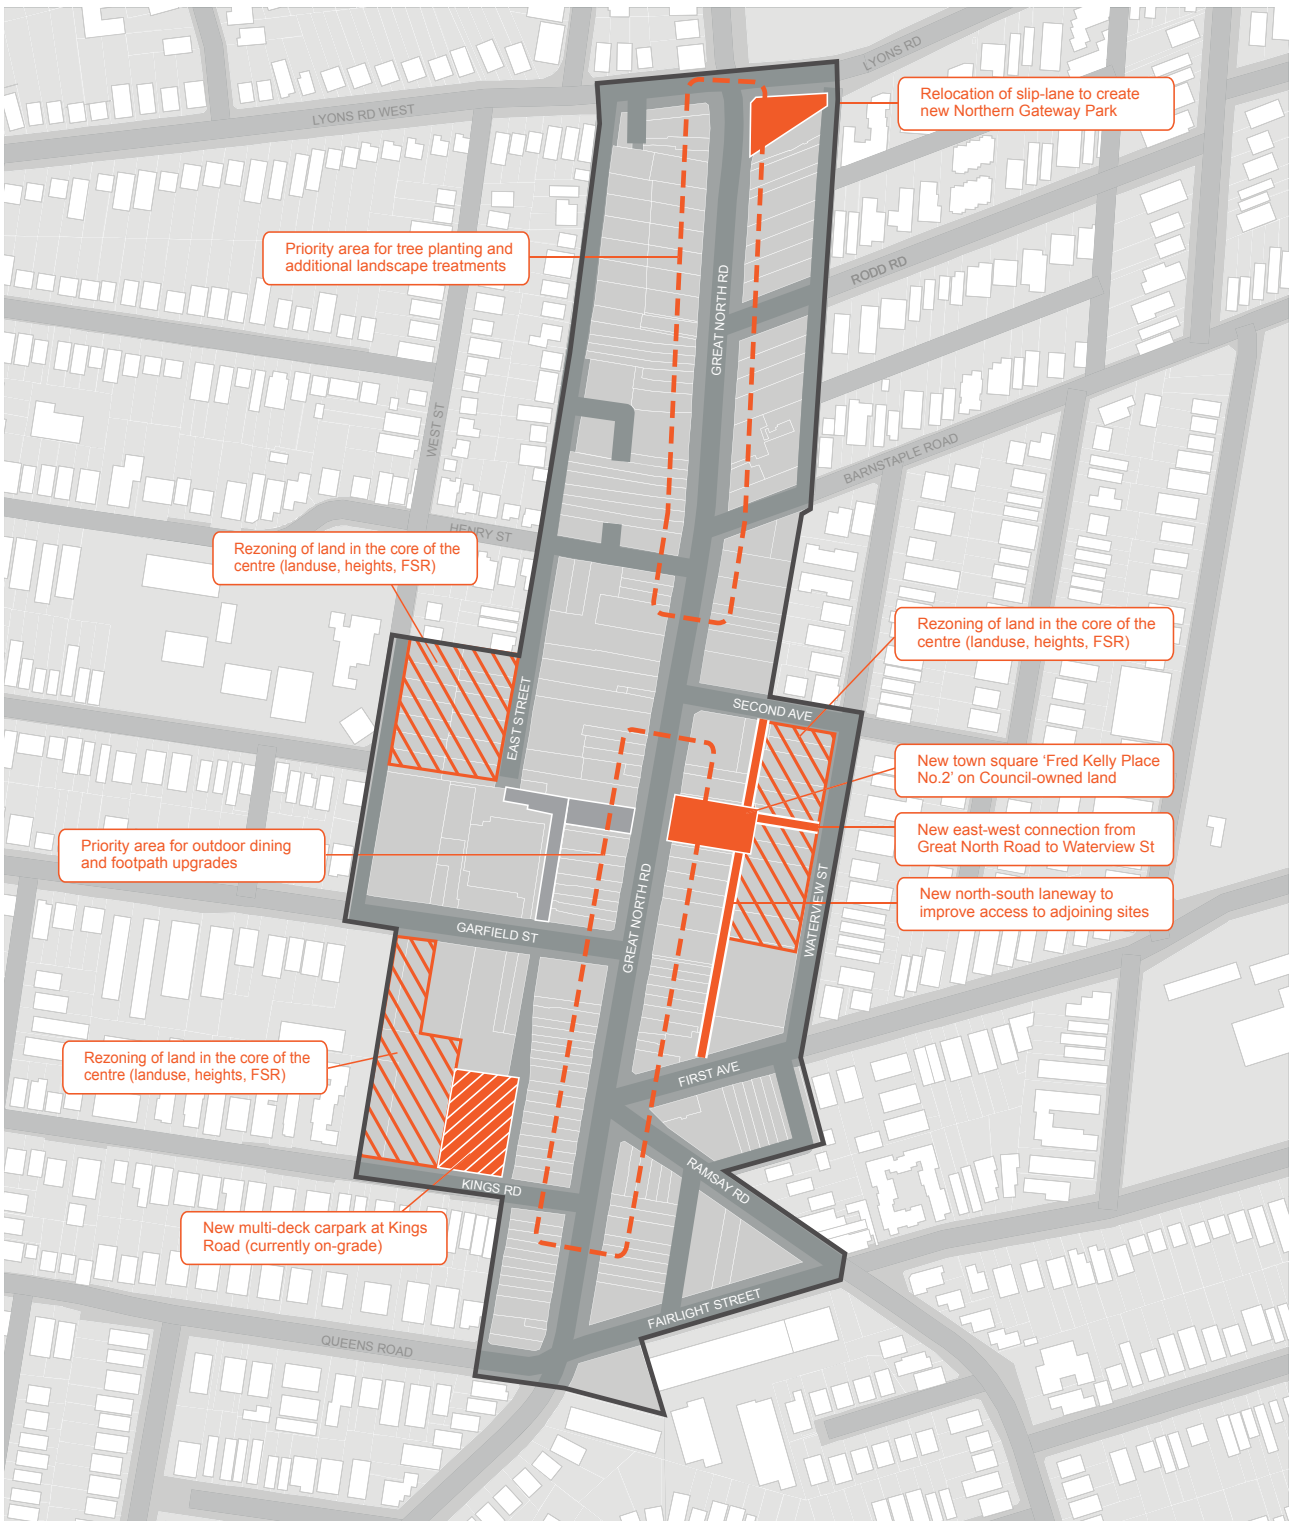 LYONS RD
Relocation of slip-lane to create
new Northern Gateway Park
LYONS RD WEST
Priority area for tree planting and
additional landscape treatments
RODD RD
GREAT NORTH RD
WEST ST
BARNSTAPLE ROAD
HENRY ST
Rezoning of land in the core of the
centre (landuse, heights, FSR)
Rezoning of land in the core of the
centre (landuse, heights, FSR)
EAST STREET
SECOND AVE
New town square ‘Fred Kelly Place
No.2’ on Council-owned land
New east-west connection from
Great North Road to Waterview St
Priority area for outdoor dining
and footpath upgrades
New north-south laneway to
improve access to adjoining sites
WATERVIEW ST
GREAT NORTH RD
GARFIELD ST
Rezoning of land in the core of the
centre (landuse, heights, FSR)
FIRST AVE
RAMSAY RD
KINGS RD
New multi-deck carpark at Kings
Road (currently on-grade)
FAIRLIGHT STREET
QUEENS ROAD